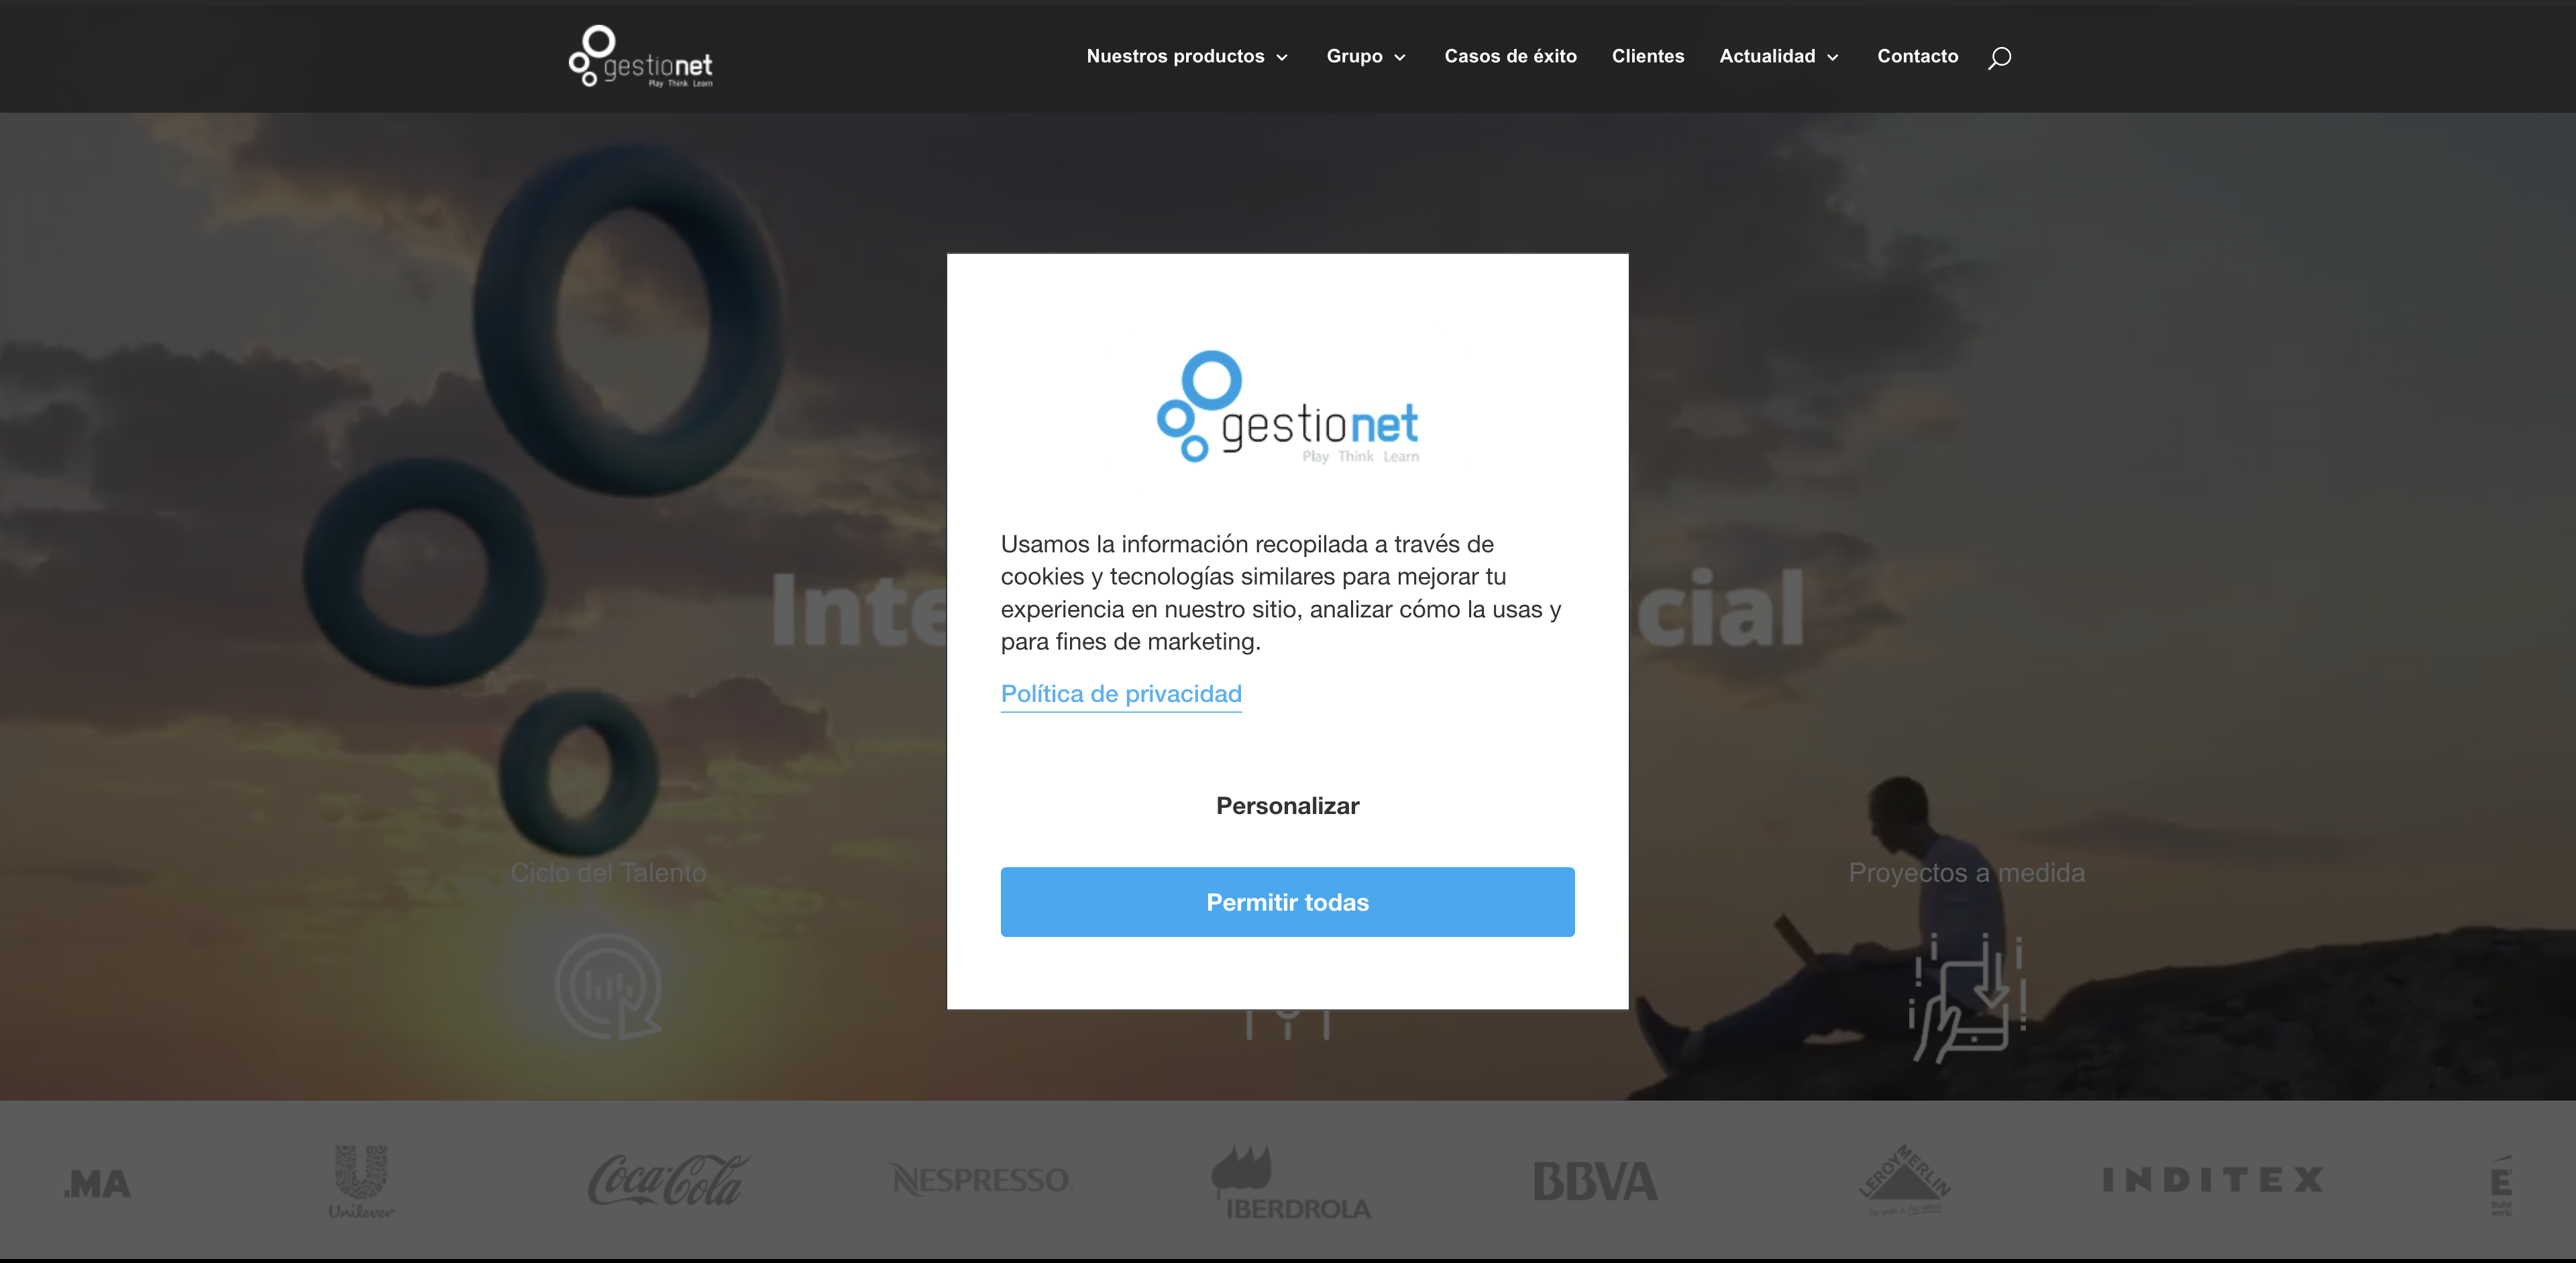 gestionet
Play Think Learn
Nuestros productos
Grupo
Casos de éxito
Clientes
Actualidad
Contacto
gestionet
Play Think Learn
Usamos la información recopilada a través de
cookies y tecnologías similares para mejorar tu
experiencia en nuestro sitio, analizar cómo la usas y
para fines de marketing.
Política de privacidad
Personalizar
Permitir todas
Inte
cial
Ciclo del Talento
Proyectos a medida
.MA
Unilever
Coca-Cola
NESPRESSO
IBERDROLA
BBVA
LEROY MERLIN
INDITEX